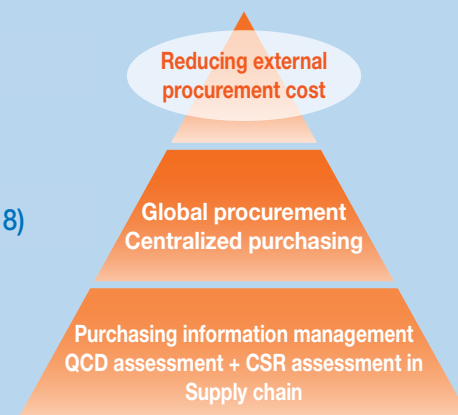 Reducing external
procurement cost
8)
Global procurement
Centralized purchasing
Purchasing information management
QCD assessment + CSR assessment in
Supply chain